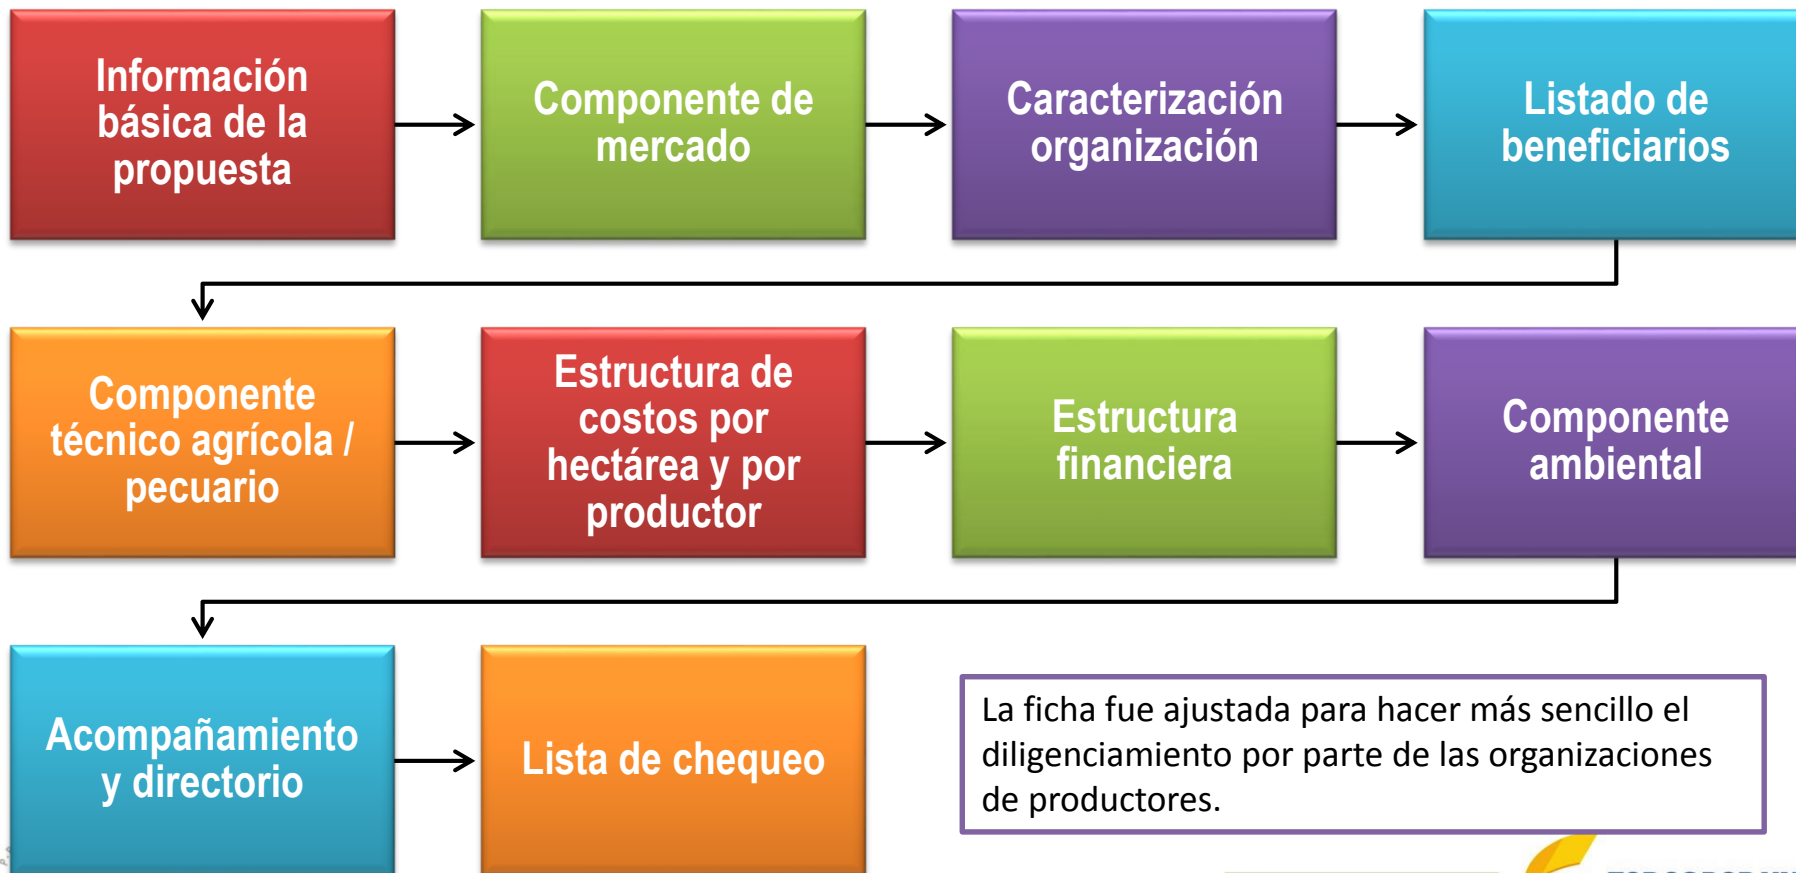 Información
básica de la
propuesta
Componente de
mercado
Caracterización
organización
Listado de
beneficiarios
Componente
técnico agrícola /
pecuario
Estructura de
costos por
hectárea y por
productor
Estructura
financiera
Componente
ambiental
Acompañamiento
y directorio
Lista de chequeo
La ficha fue ajustada para hacer más sencillo el
diligenciamiento por parte de las organizaciones
de productores.